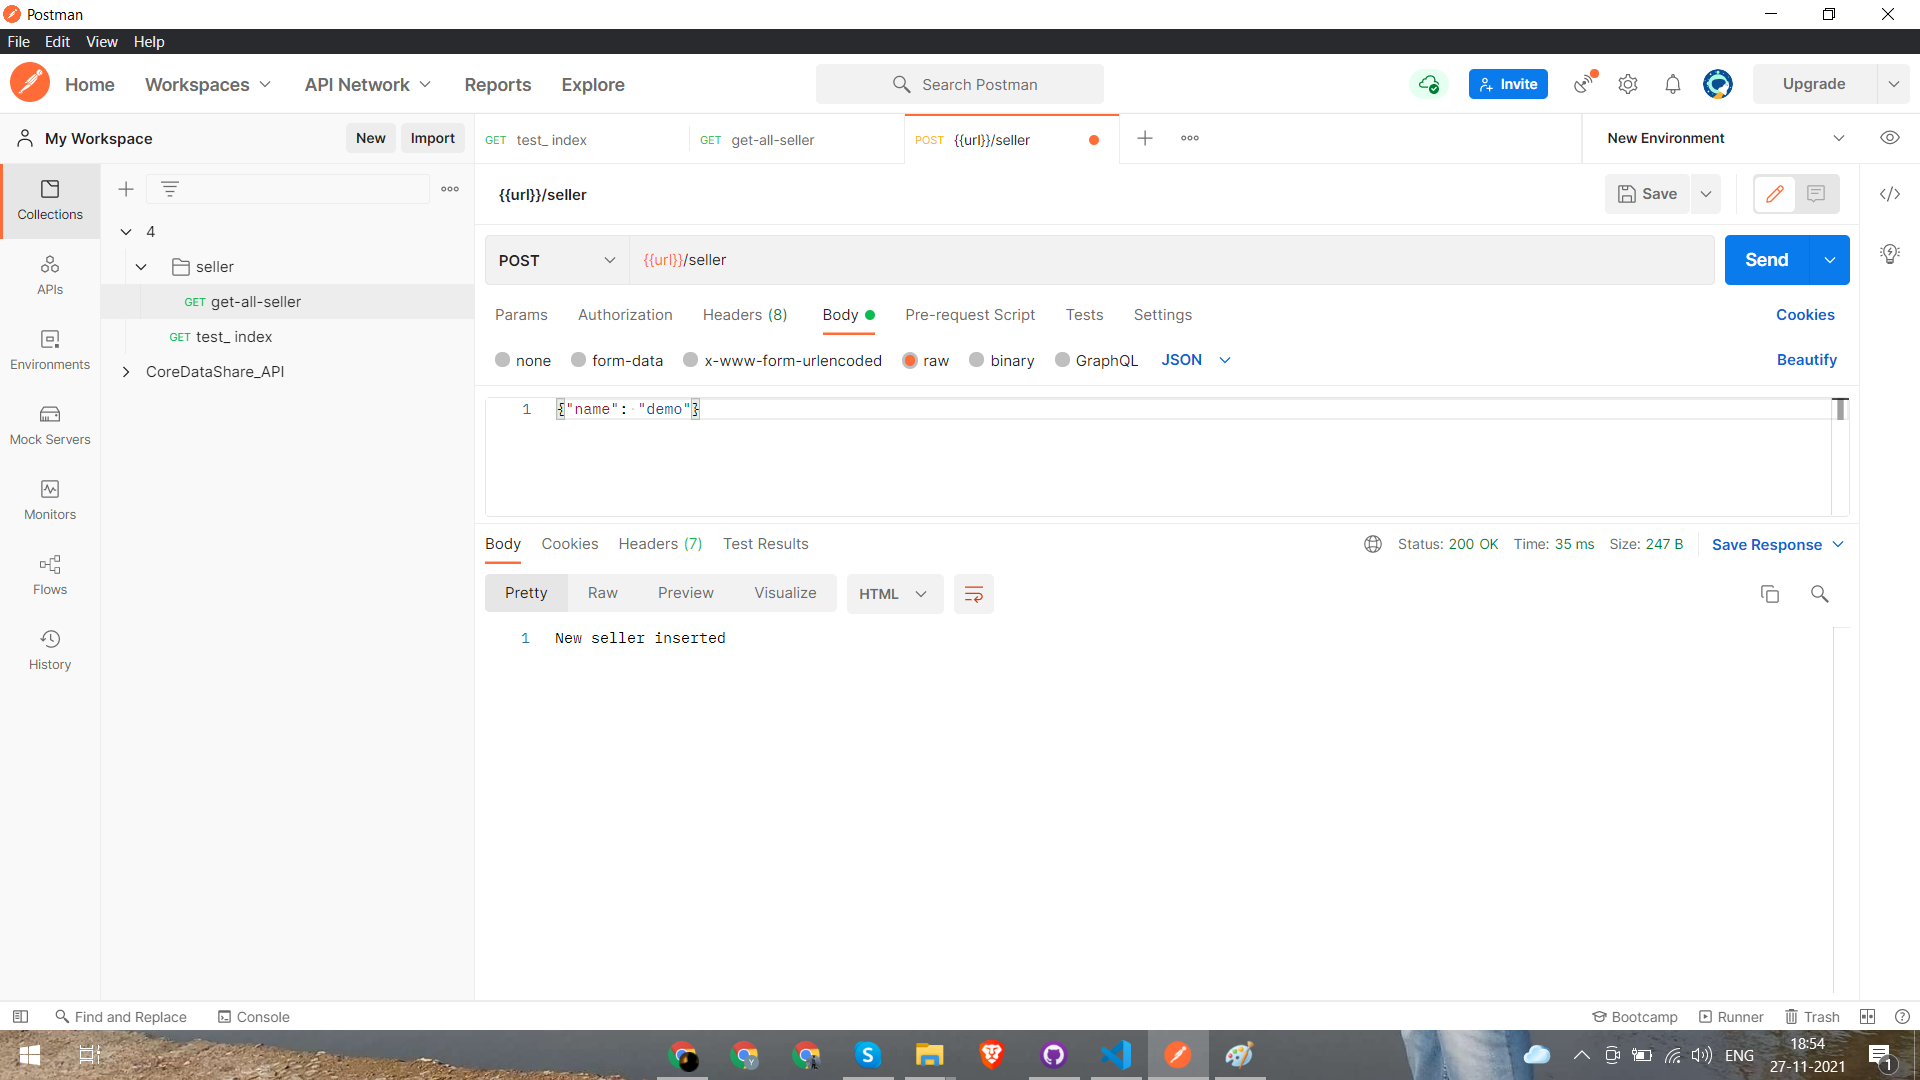 Postman
File Edit View Help
Home Workspaces API Network Reports Explore Search Postman Invite Upgrade
My Workspace New Import GET test_ index GET get-all-seller POST {{url}}/seller New Environment
Collections
APIs
Environments
Mock Servers
Monitors
Flows
History
4
seller
GET get-all-seller
GET test_ index
CoreDataShare_API
{{url}}/seller Save
POST {{url}}/seller Send
Params Authorization Headers (8) Body Pre-request Script Tests Settings Cookies
none form-data x-www-form-urlencoded raw binary GraphQL JSON Beautify
1 {"name": "demo"}
Body Cookies Headers (7) Test Results Status: 200 OK Time: 35 ms Size: 247 B Save Response
Pretty Raw Preview Visualize HTML
1 New seller inserted
Find and Replace Console Bootcamp Runner Trash
ENG 18:54
27-11-2021 1